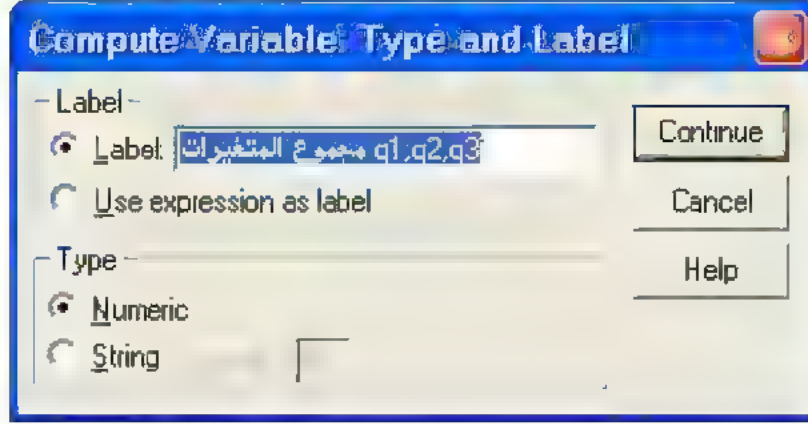 Compute Variable: Type and Label
Label
Label: مجموع المتغيرات q1,q2,q3
Continue
Use expression as label
Cancel
Type
Help
Numeric
String